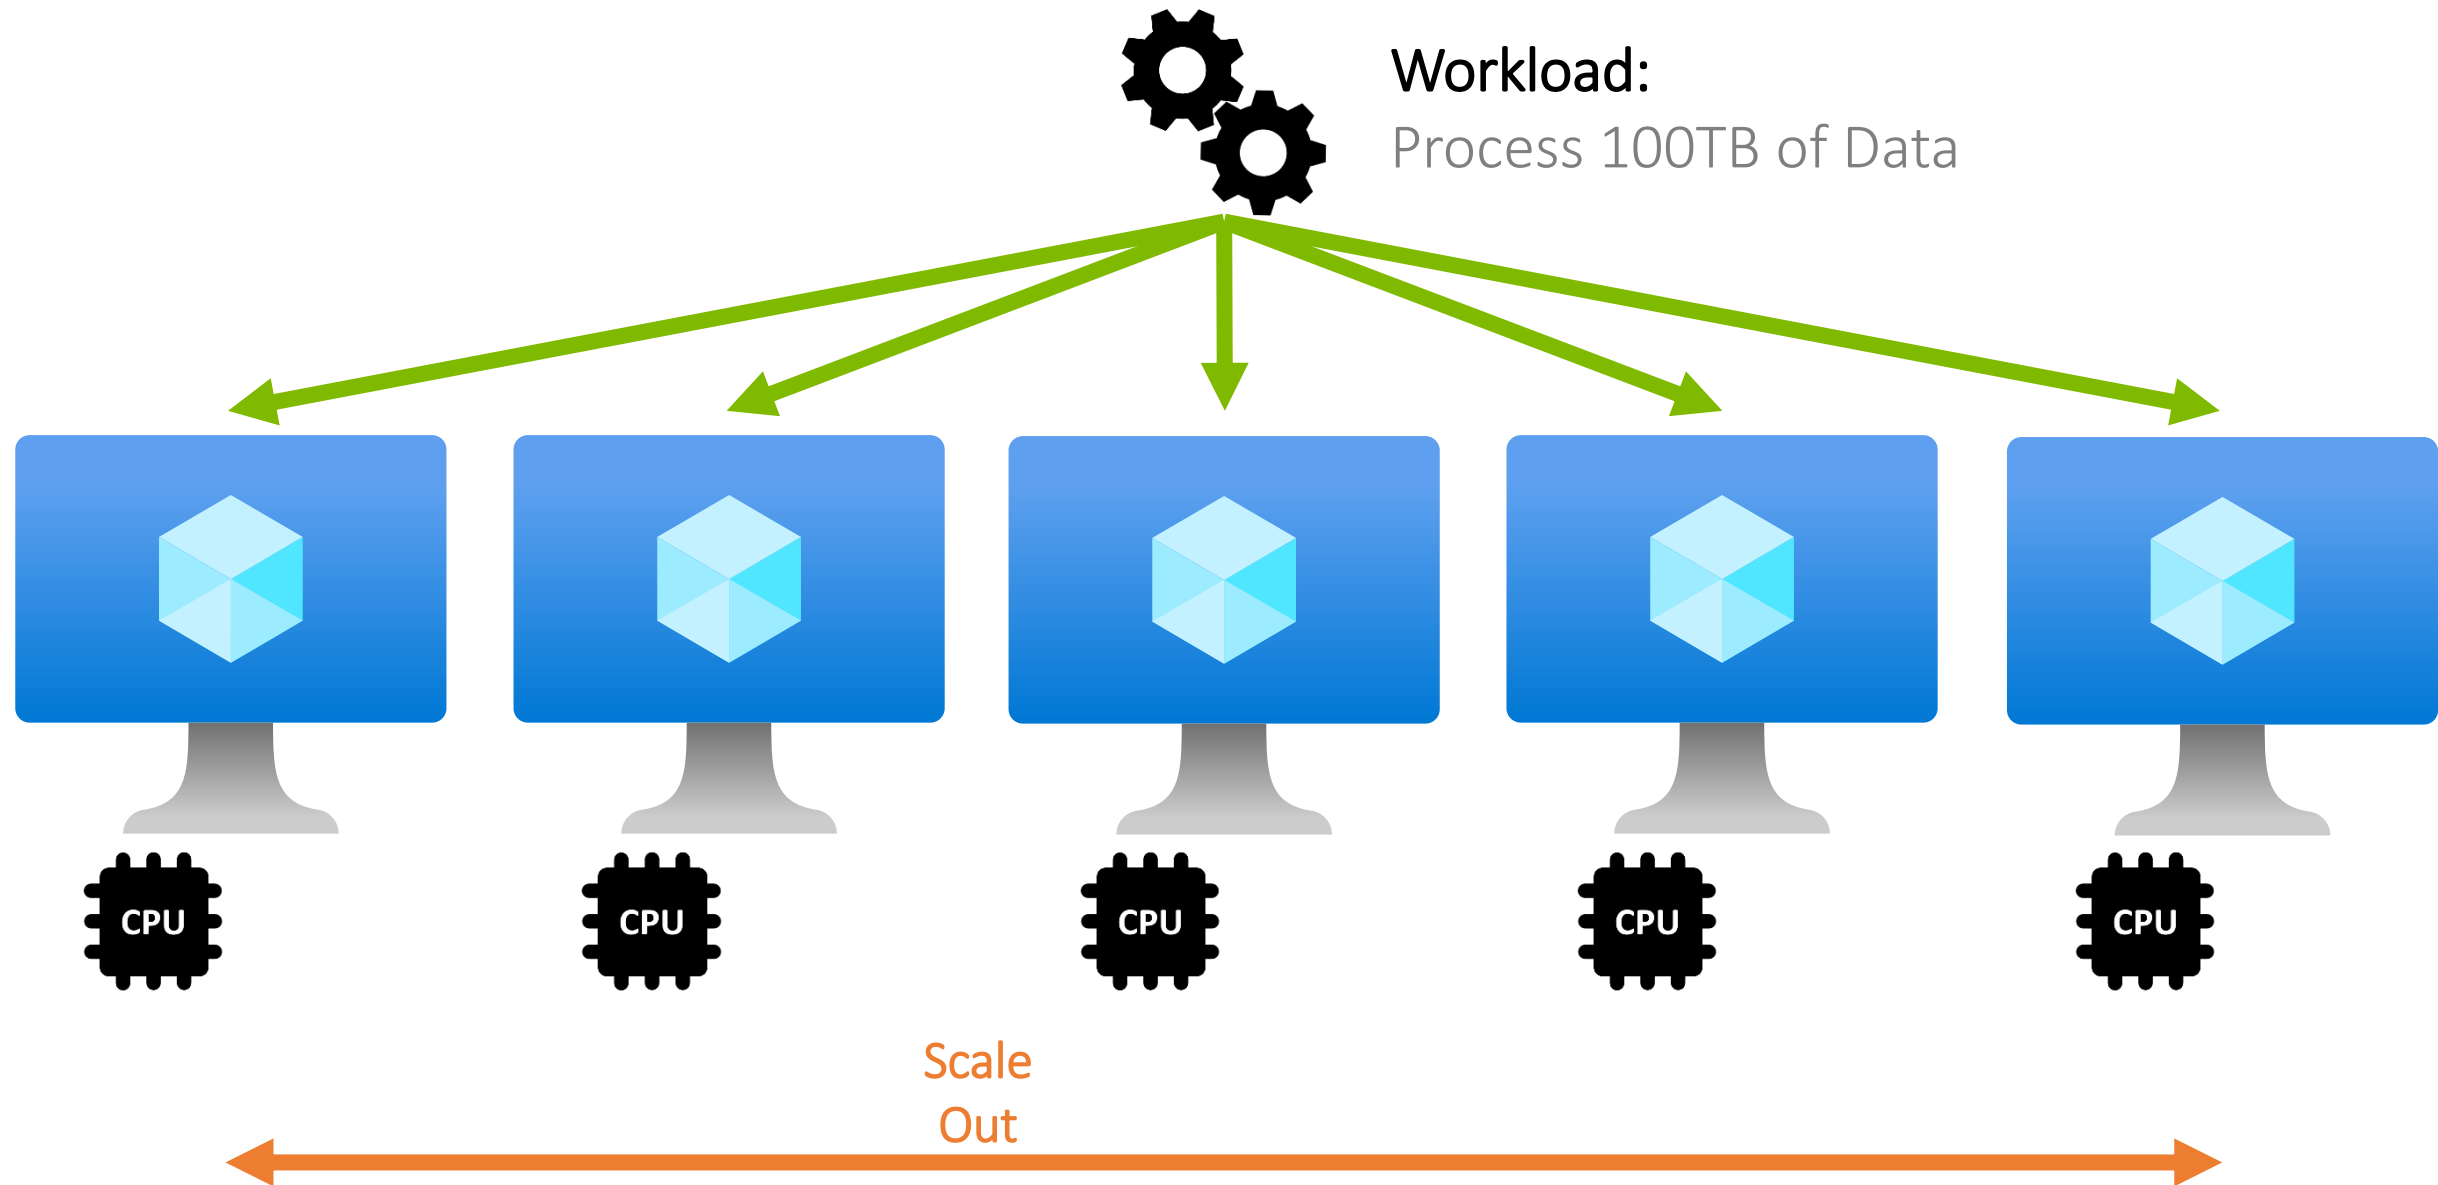 Workload:
Process 100TB of Data
CPU
CPU
CPU
CPU
CPU
Scale
Out